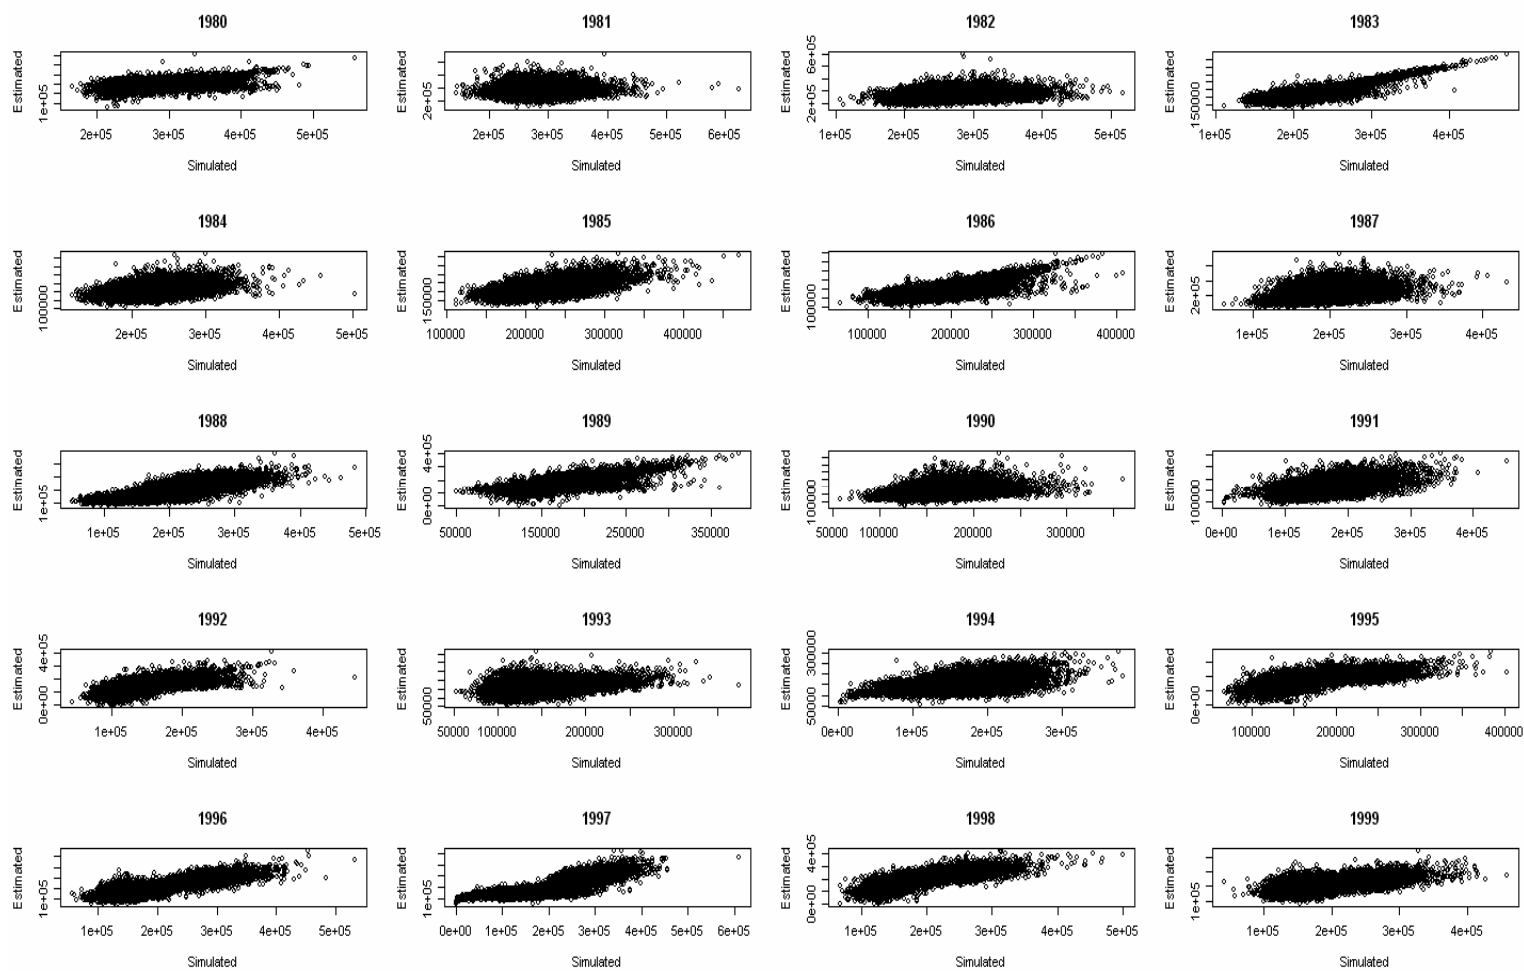 1980 1981 1982 1983
Estimated 1e+05 Estimated 2e+05 Estimated 2e+05 6e+05 Estimated 150000
2e+05 3e+05 4e+05 5e+05 2e+05 3e+05 4e+05 5e+05 6e+05 1e+05 2e+05 3e+05 4e+05 5e+05 1e+05 2e+05 3e+05 4e+05
Simulated Simulated Simulated Simulated
1984 1985 1986 1987
Estimated 100000 Estimated 150000 Estimated 100000 Estimated 2e+05
2e+05 3e+05 4e+05 5e+05 100000 200000 300000 400000 100000 200000 300000 400000 1e+05 2e+05 3e+05 4e+05
Simulated Simulated Simulated Simulated
1988 1989 1990 1991
Estimated 1e+05 Estimated 0e+00 4e+05 Estimated 100000 Estimated 100000
1e+05 2e+05 3e+05 4e+05 5e+05 50000 150000 250000 350000 50000 100000 200000 300000 0e+00 1e+05 2e+05 3e+05 4e+05
Simulated Simulated Simulated Simulated
1992 1993 1994 1995
Estimated 0e+00 4e+05 Estimated 50000 Estimated 50000 300000 Estimated 0e+00
1e+05 2e+05 3e+05 4e+05 50000 100000 200000 300000 0e+00 1e+05 2e+05 3e+05 100000 200000 300000 400000
Simulated Simulated Simulated Simulated
1996 1997 1998 1999
Estimated 1e+05 Estimated 1e+05 Estimated 0e+00 4e+05 Estimated 1e+05
1e+05 2e+05 3e+05 4e+05 5e+05 0e+00 1e+05 2e+05 3e+05 4e+05 5e+05 6e+05 1e+05 2e+05 3e+05 4e+05 5e+05 1e+05 2e+05 3e+05 4e+05
Simulated Simulated Simulated Simulated